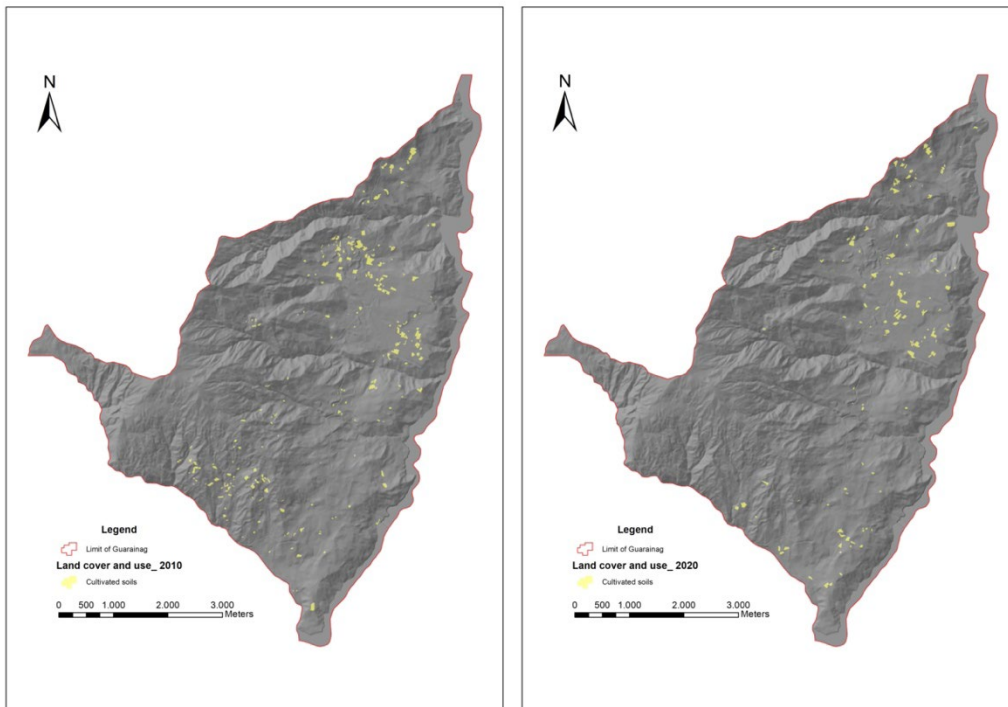 N
Legend
Limit of Guarainag
Land cover and use_ 2010
Cultivated soils
0 500 1.000 2.000 3.000
Meters
N
Legend
Limit of Guarainag
Land cover and use_ 2020
Cultivated soils
0 500 1.000 2.000 3.000
Meters